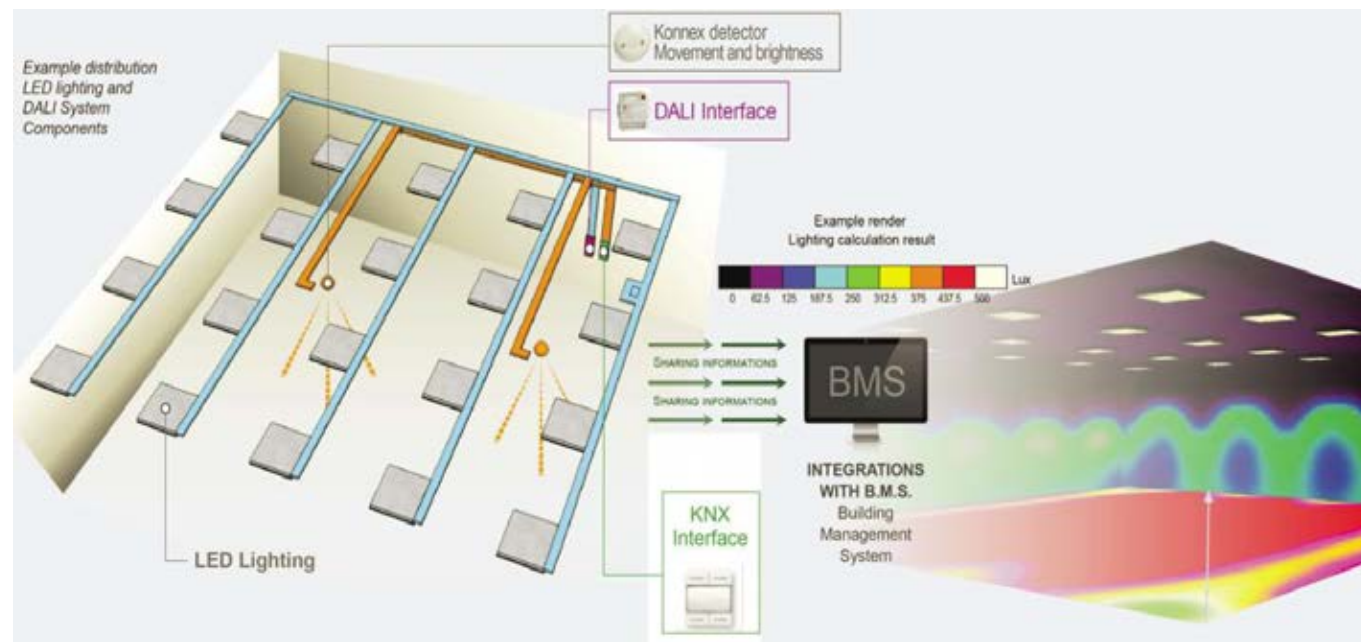 Example distribution
LED lighting and
DALI System
Components
Konnex detector
Movement and brightness
DALI Interface
Example render
Lighting calculation result
Lux
0 62.5 125 187.5 250 312.5 375 437.5 500
SHARING INFORMATIONS
SHARING INFORMATIONS
BMS
INTEGRATIONS
WITH B.M.S.
Building
Management
System
KNX
Interface
LED Lighting